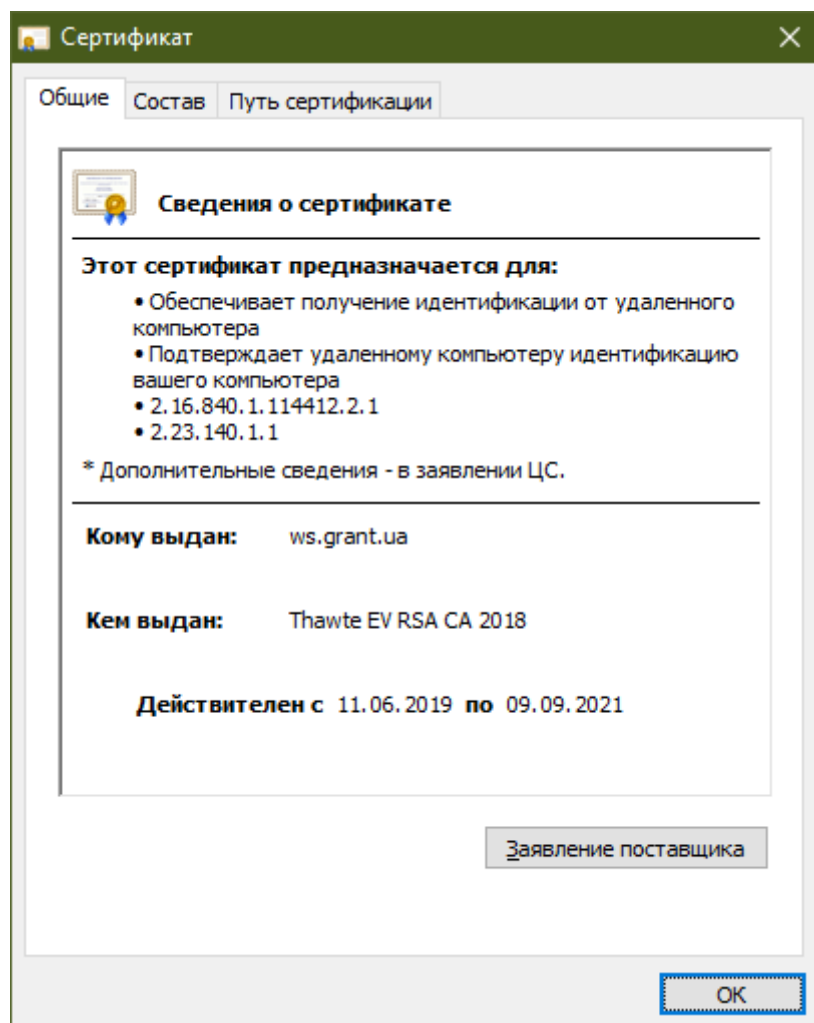 Сертификат
Общие Состав Путь сертификации
Сведения о сертификате
Этот сертификат предназначается для:
• Обеспечивает получение идентификации от удаленного
компьютера
• Подтверждает удаленному компьютеру идентификацию
вашего компьютера
• 2.16.840.1.114412.2.1
• 2.23.140.1.1
* Дополнительные сведения - в заявлении ЦС.
Кому выдан: ws.grant.ua
Кем выдан: Thawte EV RSA CA 2018
Действителен с 11.06.2019 по 09.09.2021
Заявление поставщика
ОК